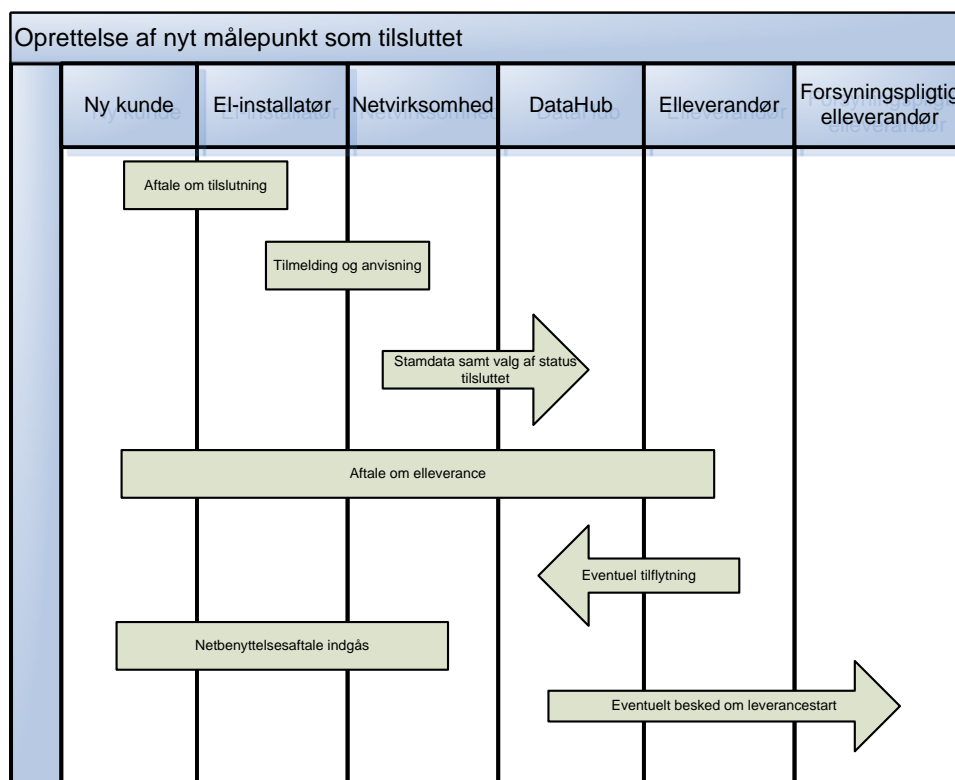 Oprettelse af nyt målepunkt som tilsluttet
Ny kunde
El-installatør
Netvirksomhed
DataHub
Elleverandør
Forsyningspligtig
elleverandør
Aftale om tilslutning
Tilmelding og anvisning
Stamdata samt valg af status
tilsluttet
Aftale om elleverance
Eventuel tilflytning
Netbenyttelsesaftale indgås
Eventuelt besked om leverancestart